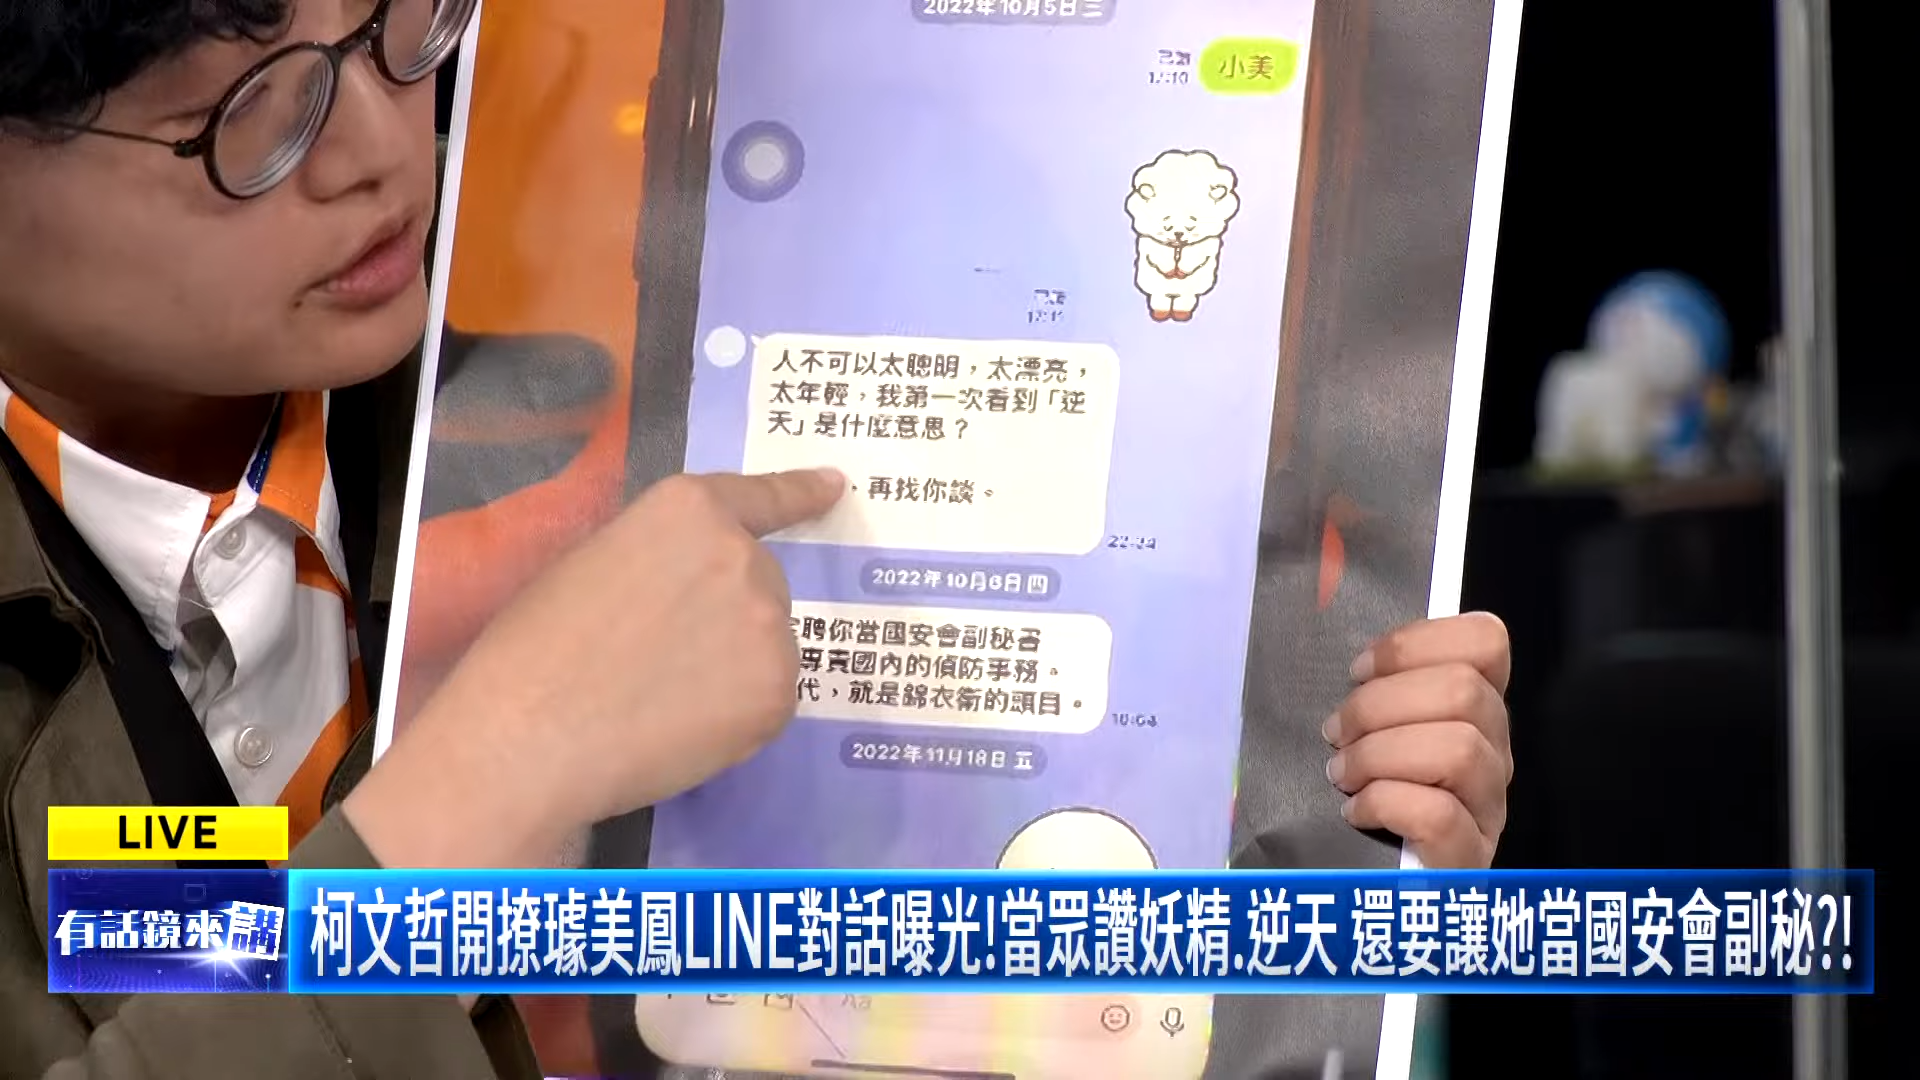 2022年10月5日 三
已讀
小美
人不可以太聰明，太漂亮，
太年輕，我第一次看到「逆
天」是什麼意思？
，再找你談。
22:24
2022年10月6日 四
聘你當國安會副秘書
專責國內的偵防事務。
代，就是錦衣衛的頭目。
2022年11月18日 五
LIVE
有話鏡來講
柯文哲開撩璩美鳳LINE對話曝光!當眾讚妖精.逆天 還要讓她當國安會副秘?!